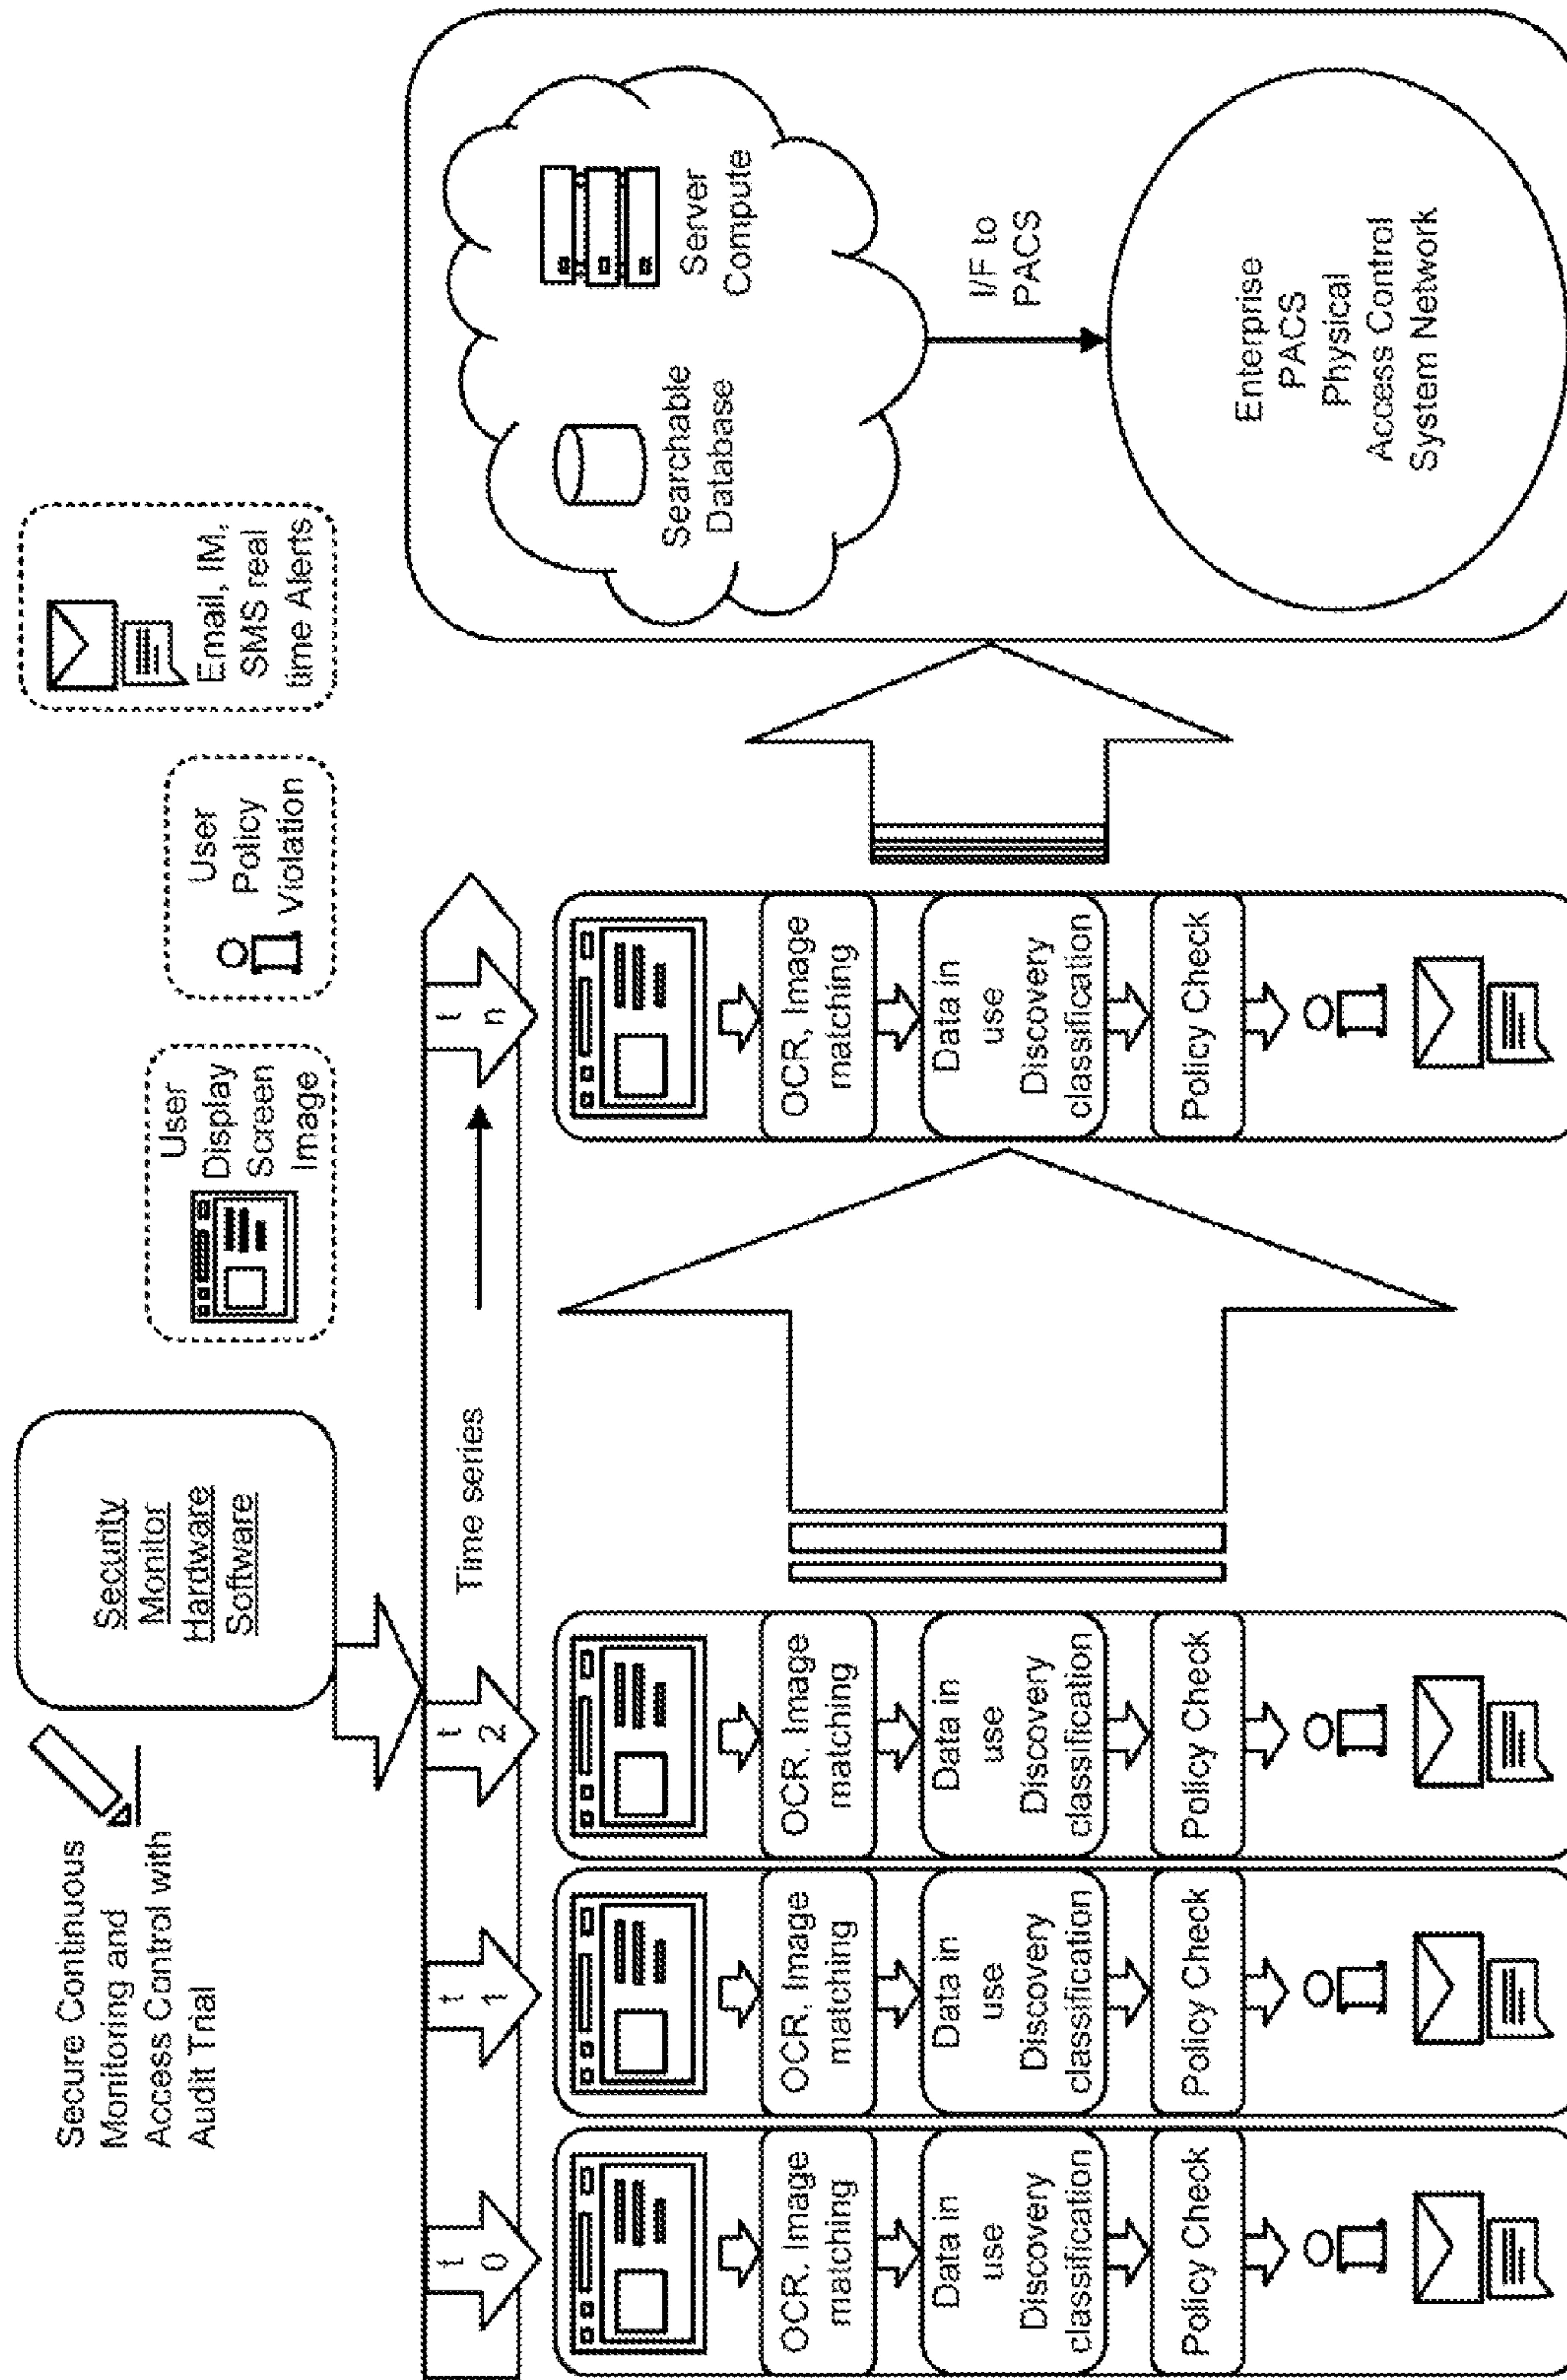 Secure Continuous
Monitoring and
Access Control with
Audit Trial
Security
Monitor
Hardware
Software
User
Display
Screen
Image
User
Policy
Violation
Email, IM,
SMS real
time Alerts
Time series
t
0
t
1
t
2
t
n
OCR, Image
matching
Data in
use
Discovery
classification
Policy Check
OCR, Image
matching
Data in
use
Discovery
classification
Policy Check
OCR, Image
matching
Data in
use
Discovery
classification
Policy Check
OCR, Image
matching
Data in
use
Discovery
classification
Policy Check
Searchable
Database
Server
Compute
I/F to
PACS
Enterprise
PACS
Physical
Access Control
System Network